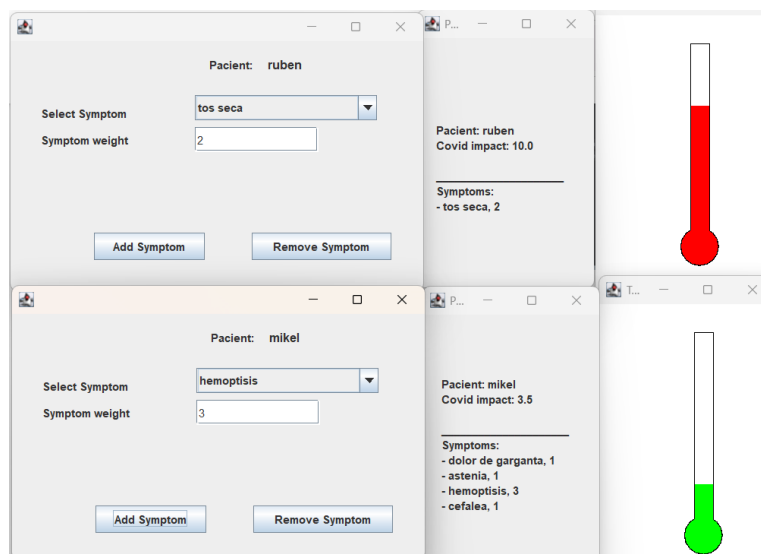 P...
Pacient: ruben
Select Symptom tos seca
Symptom weight 2
Add Symptom Remove Symptom
Pacient: ruben
Covid impact: 10.0
Symptoms:
- tos seca, 2
P...
T...
Pacient: mikel
Select Symptom hemoptisis
Symptom weight 3
Add Symptom Remove Symptom
Pacient: mikel
Covid impact: 3.5
Symptoms:
- dolor de garganta, 1
- astenia, 1
- hemoptisis, 3
- cefalea, 1